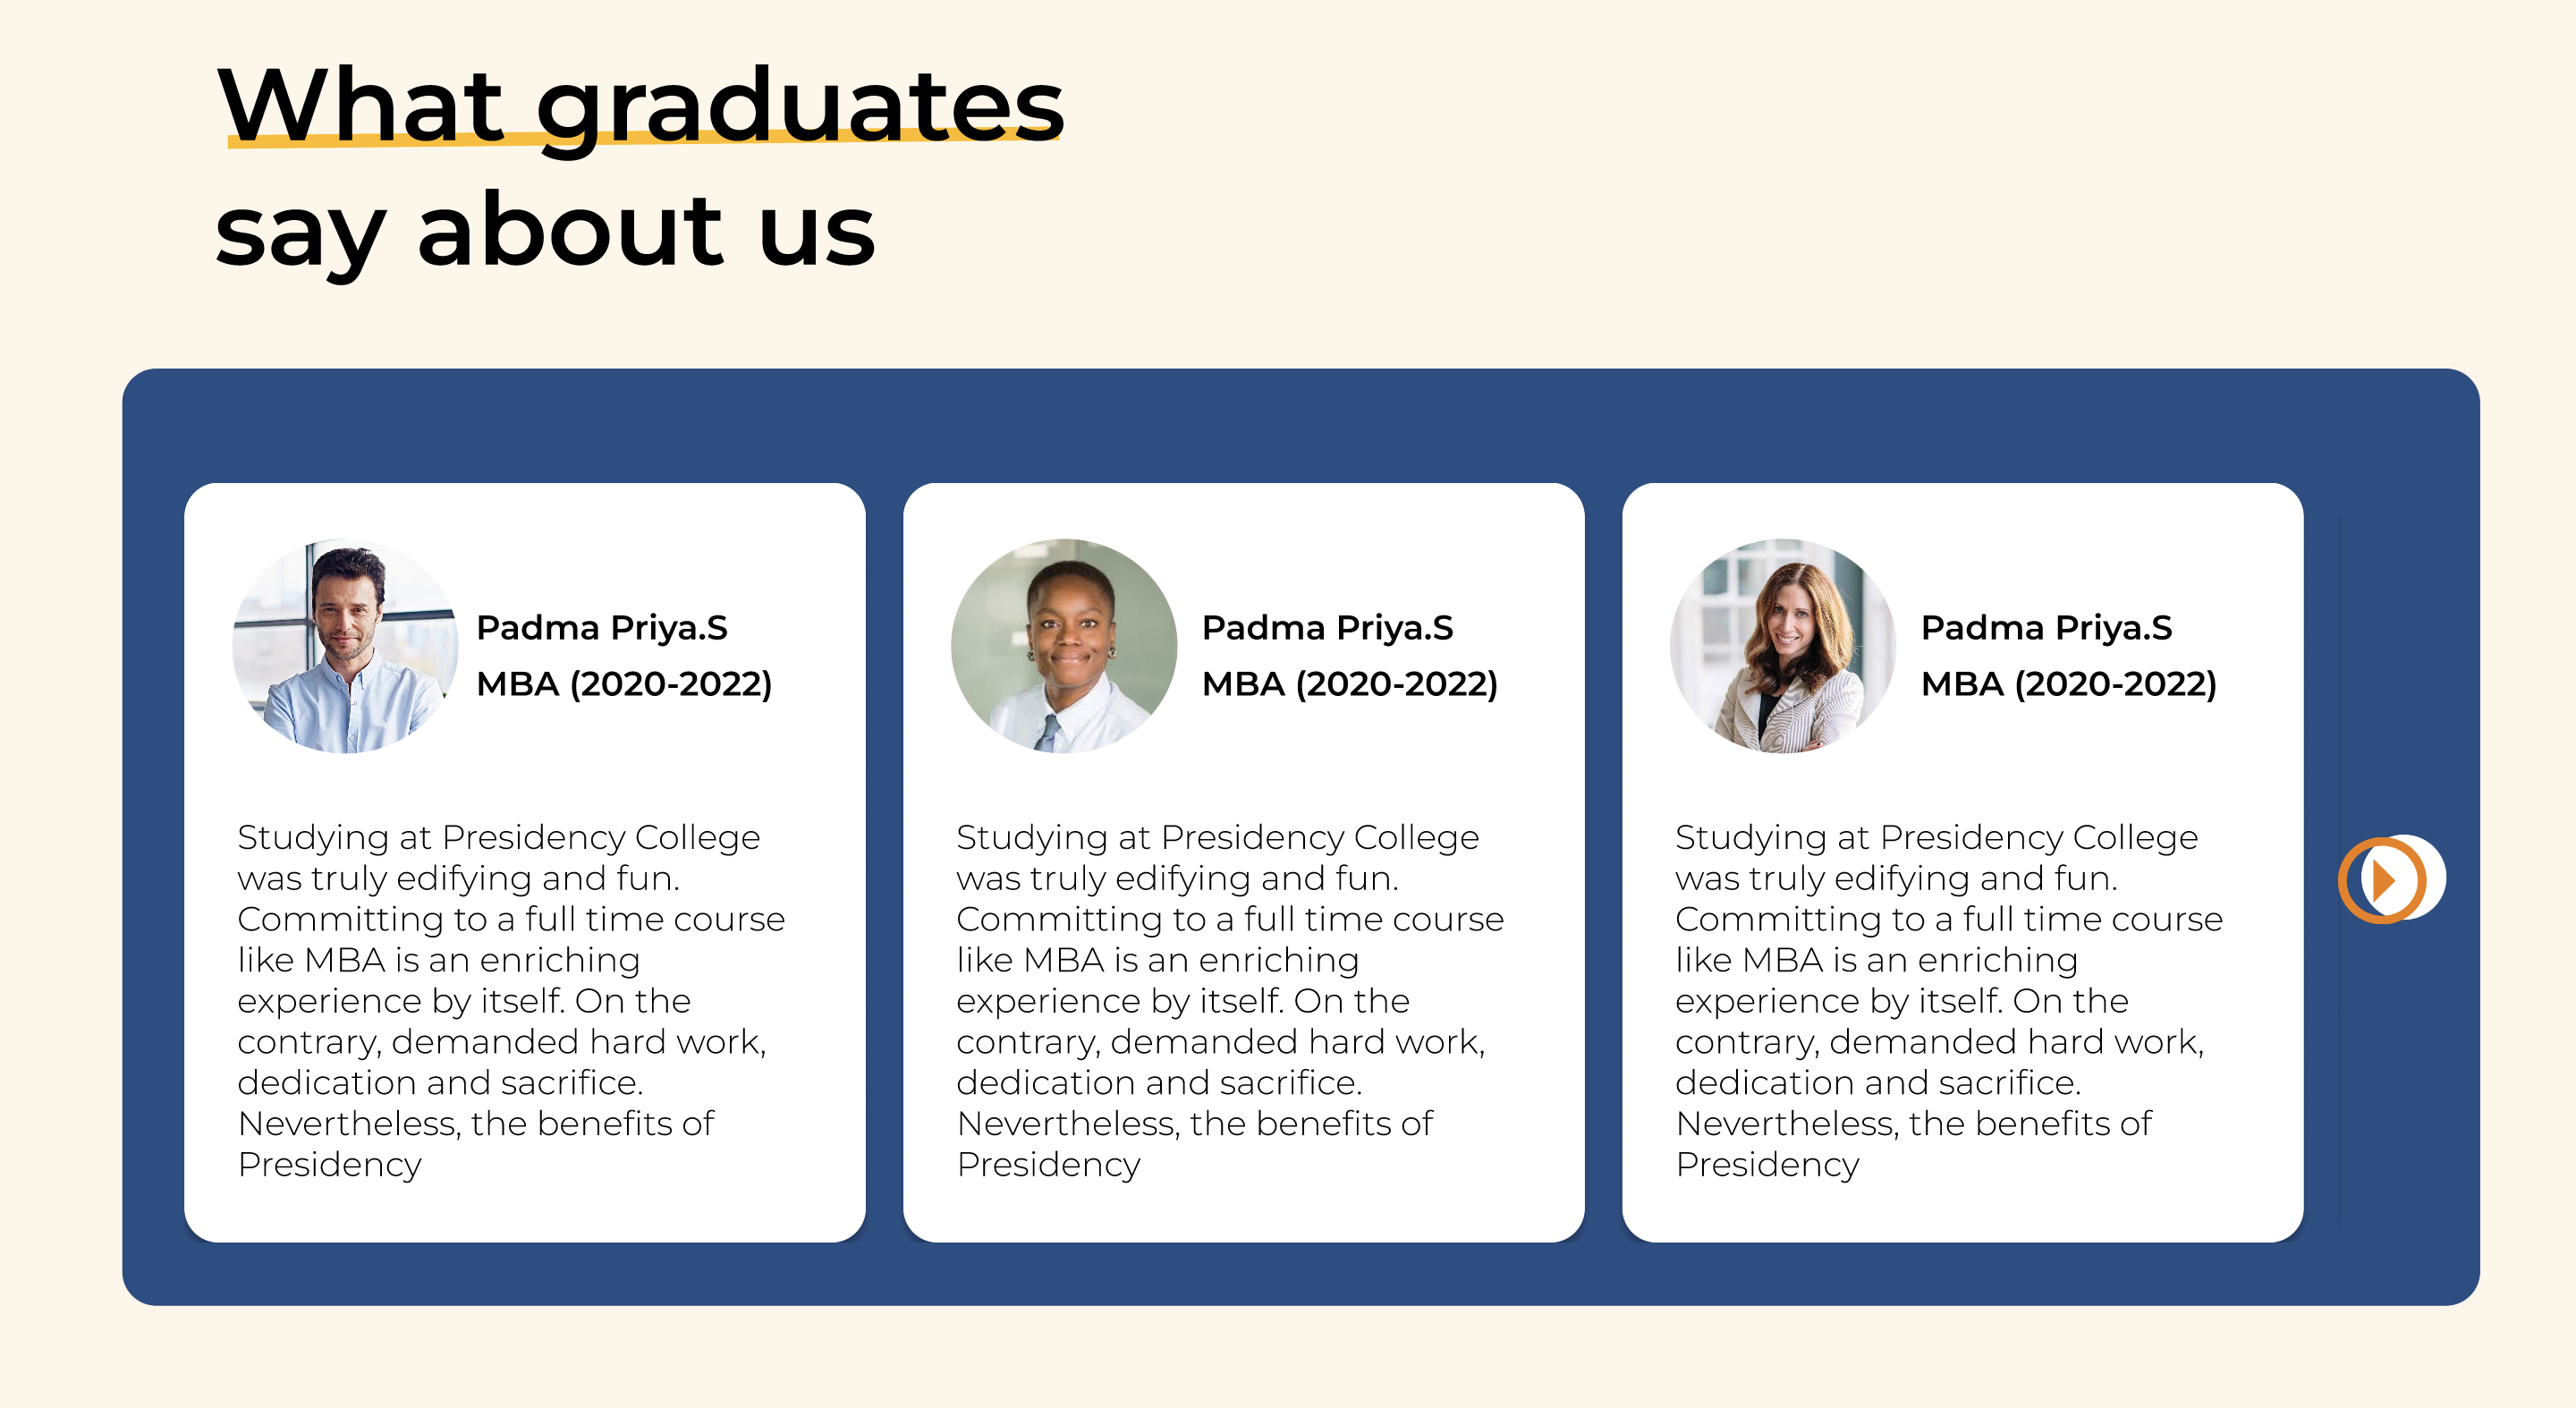 What graduates
say about us
Padma Priya.S
MBA (2020-2022)
Studying at Presidency College
was truly edifying and fun.
Committing to a full time course
like MBA is an enriching
experience by itself. On the
contrary, demanded hard work,
dedication and sacrifice.
Nevertheless, the benefits of
Presidency
Padma Priya.S
MBA (2020-2022)
Studying at Presidency College
was truly edifying and fun.
Committing to a full time course
like MBA is an enriching
experience by itself. On the
contrary, demanded hard work,
dedication and sacrifice.
Nevertheless, the benefits of
Presidency
Padma Priya.S
MBA (2020-2022)
Studying at Presidency College
was truly edifying and fun.
Committing to a full time course
like MBA is an enriching
experience by itself. On the
contrary, demanded hard work,
dedication and sacrifice.
Nevertheless, the benefits of
Presidency